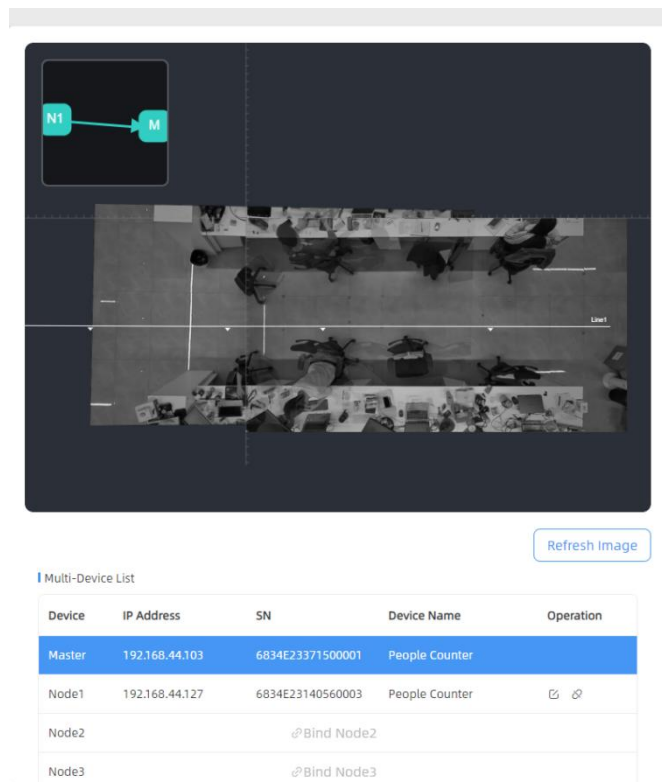 N1
M
Line1
Refresh Image
Multi-Device List
Device IP Address SN Device Name Operation
Master 192.168.44.103 6834E23371500001 People Counter
Node1 192.168.44.127 6834E23140560003 People Counter
Node2 Bind Node2
Node3 Bind Node3